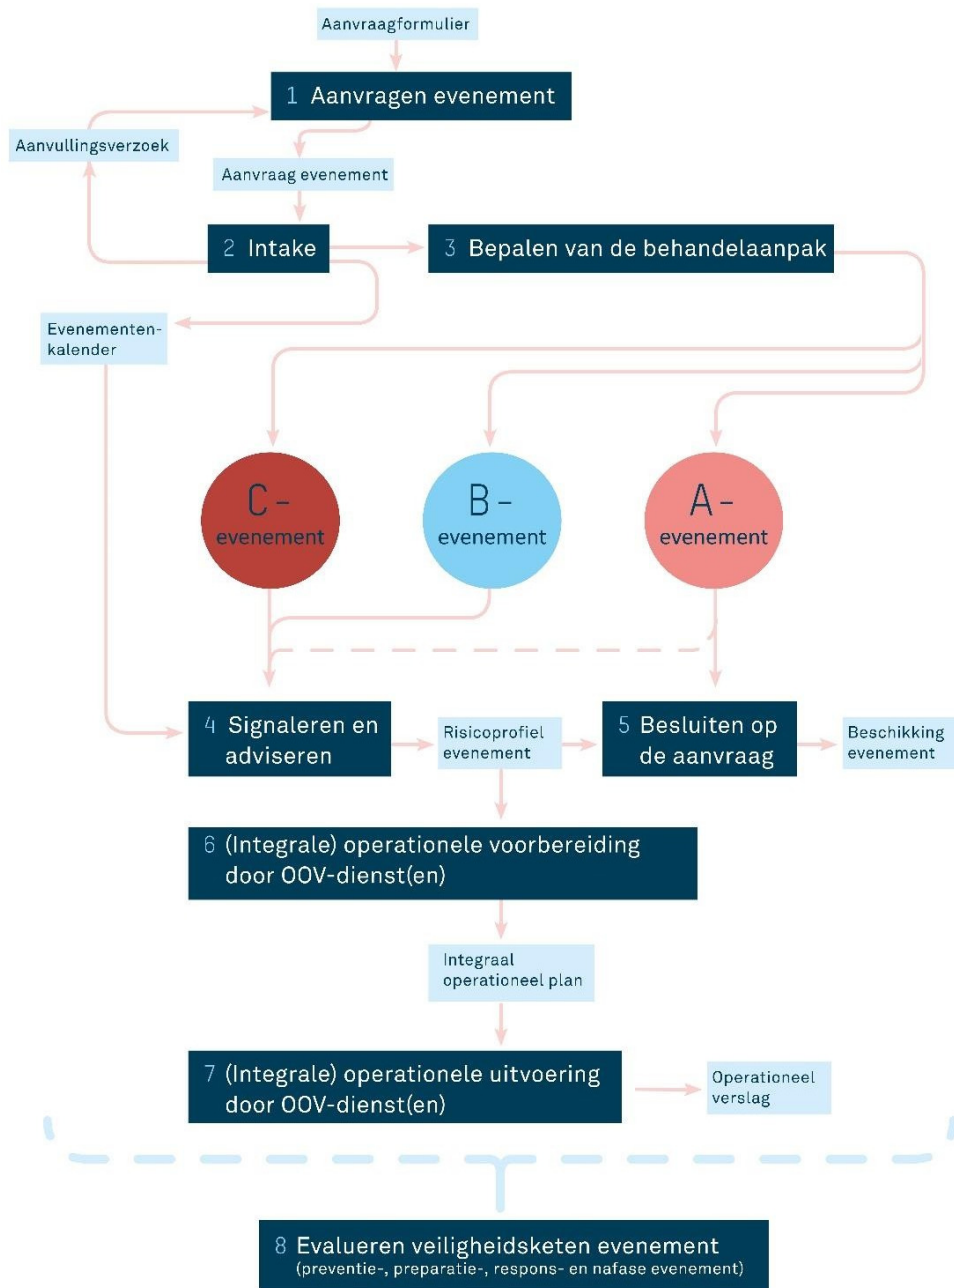 Aanvraagformulier
1 Aanvragen evenement
Aanvullingsverzoek
Aanvraag evenement
2 Intake
3 Bepalen van de behandelaanpak
Evenementen-
kalender
C-
evenement
B-
evenement
A-
evenement
4 Signaleren en
adviseren
Risicoprofiel
evenement
5 Besluiten op
de aanvraag
Beschikking
evenement
6 (Integrale) operationele voorbereiding
door OOV-dienst(en)
Integraal
operationeel plan
7 (Integrale) operationele uitvoering
door OOV-dienst(en)
Operationeel
verslag
8 Evalueren veiligheidsketen evenement
(preventie-, preparatie-, respons- en nafase evenement)